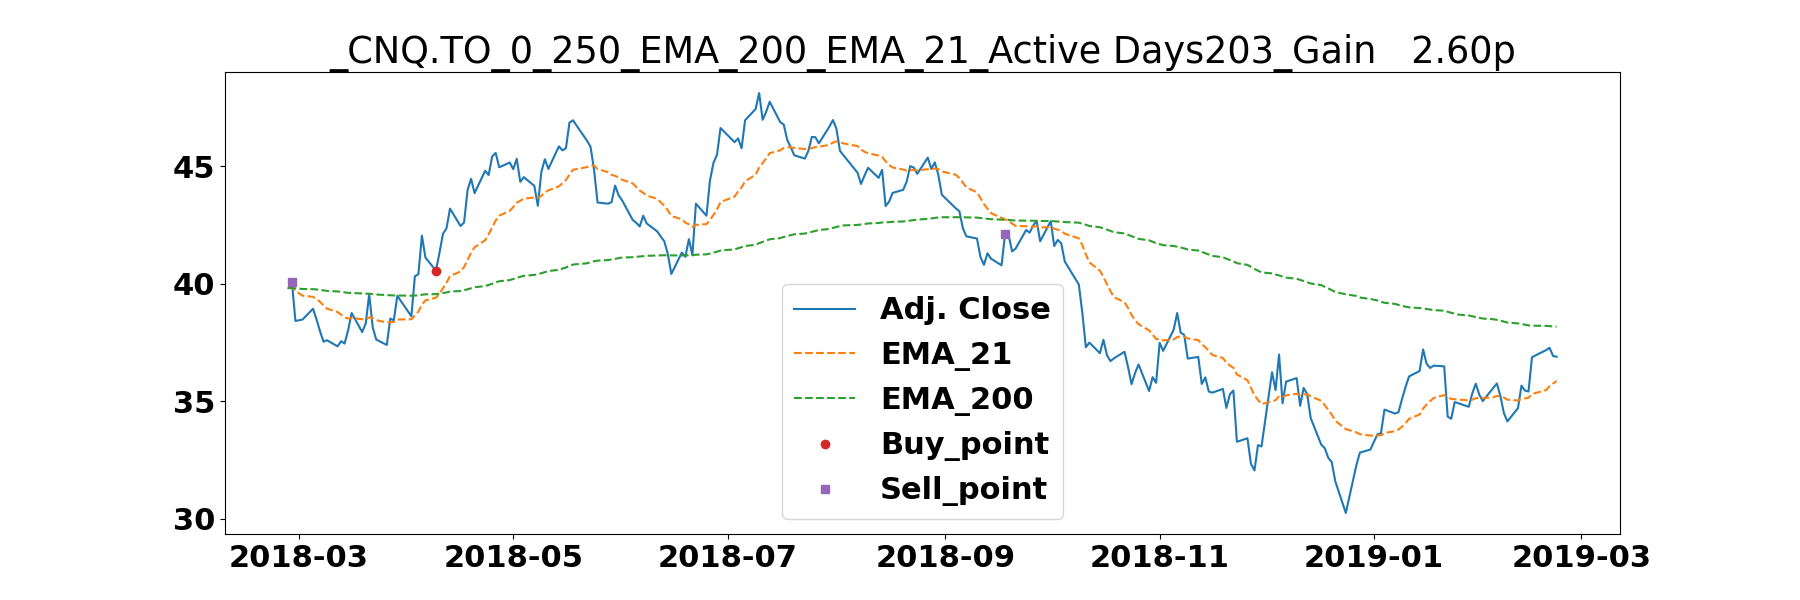 _CNQ.TO_0_250_EMA_200_EMA_21_Active Days203_Gain   2.60p
45
40
35
30
Adj. Close
EMA_21
EMA_200
Buy_point
Sell_point
2018-03 2018-05 2018-07 2018-09 2018-11 2019-01 2019-03